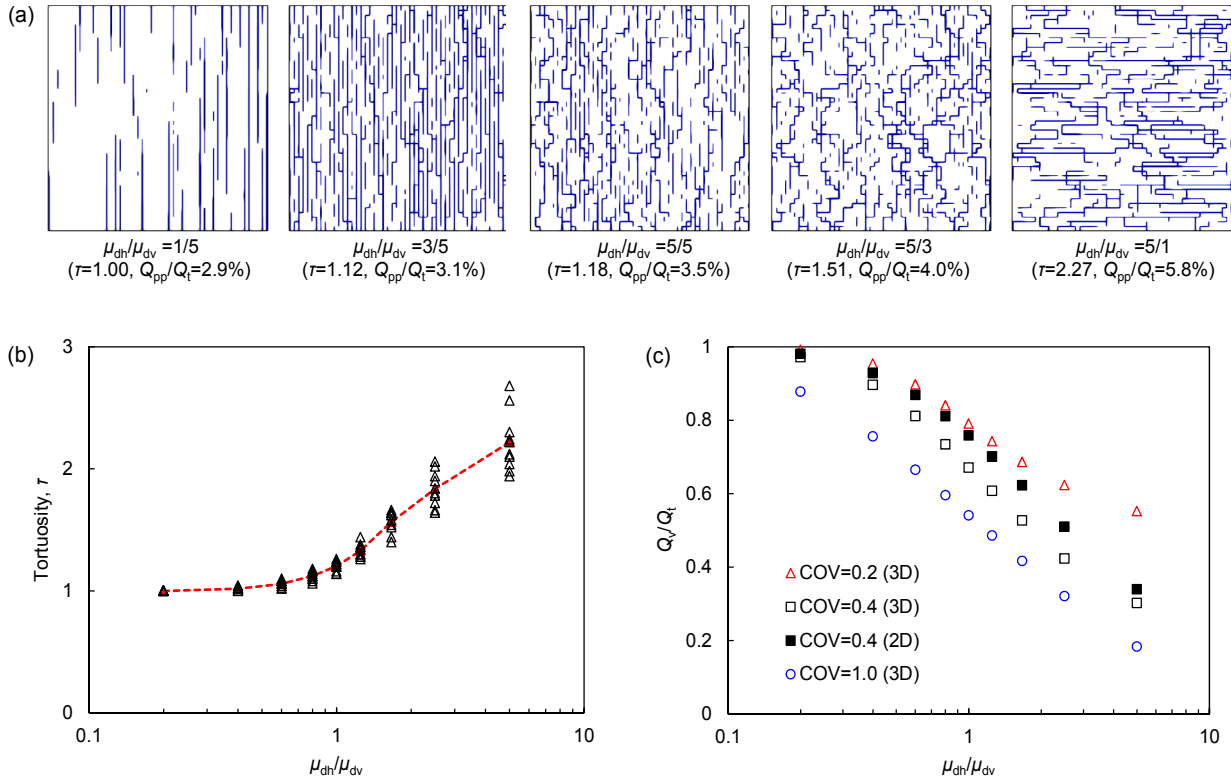 (a)
μdh/μdv =1/5
(τ=1.00, Qpp/Qt=2.9%)
μdh/μdv =3/5
(τ=1.12, Qpp/Qt=3.1%)
μdh/μdv =5/5
(τ=1.18, Qpp/Qt=3.5%)
μdh/μdv =5/3
(τ=1.51, Qpp/Qt=4.0%)
μdh/μdv =5/1
(τ=2.27, Qpp/Qt=5.8%)
(b)
3
2
1
0
Tortuosity, τ
0.1
1
10
μdh/μdv
(c)
1
0.8
0.6
0.4
0.2
0
Qv/Qt
COV=0.2 (3D)
COV=0.4 (3D)
COV=0.4 (2D)
COV=1.0 (3D)
0.1
1
10
μdh/μdv